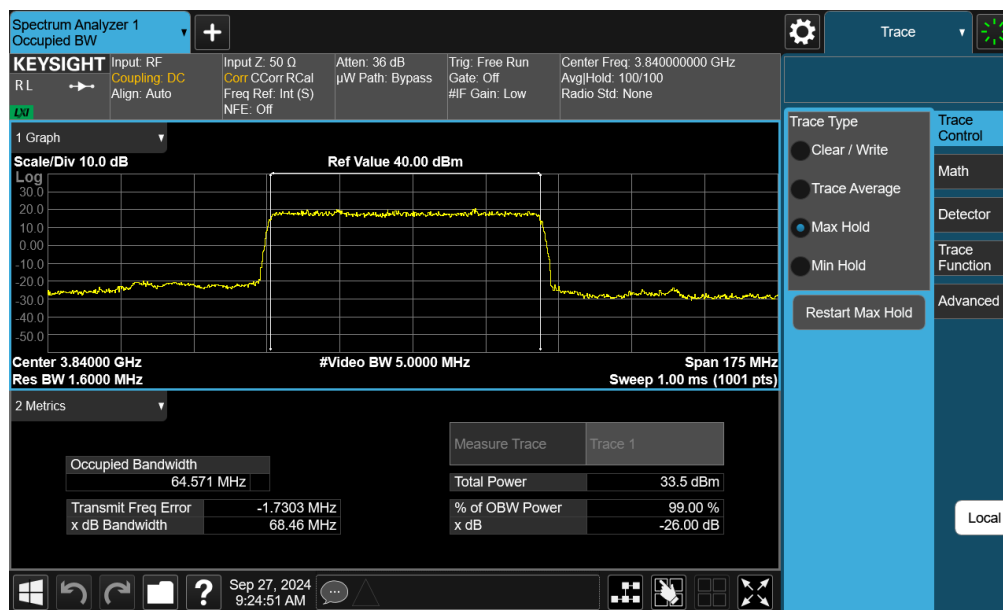 Spectrum Analyzer 1
Occupied BW
Trace
KEYSIGHT
R L
LXI
Input: RF
Coupling: DC
Align: Auto
Input Z: 50 Ω
Corr CCorr RCal
Freq Ref: Int (S)
NFE: Off
Atten: 36 dB
µW Path: Bypass
Trig: Free Run
Gate: Off
#IF Gain: Low
Center Freq: 3.840000000 GHz
Avg|Hold: 100/100
Radio Std: None
1 Graph
Scale/Div 10.0 dB
Ref Value 40.00 dBm
Log
30.0
20.0
10.0
0.00
-10.0
-20.0
-30.0
-40.0
-50.0
Center 3.84000 GHz
#Video BW 5.0000 MHz
Span 175 MHz
Res BW 1.6000 MHz
Sweep 1.00 ms (1001 pts)
2 Metrics
Measure Trace
Trace 1
Occupied Bandwidth
64.571 MHz
Total Power
33.5 dBm
Transmit Freq Error
-1.7303 MHz
% of OBW Power
99.00 %
x dB Bandwidth
68.46 MHz
x dB
-26.00 dB
Trace Type
Clear / Write
Trace Average
Max Hold
Min Hold
Restart Max Hold
Trace
Control
Math
Detector
Trace
Function
Advanced
Local
?
Sep 27, 2024
9:24:51 AM